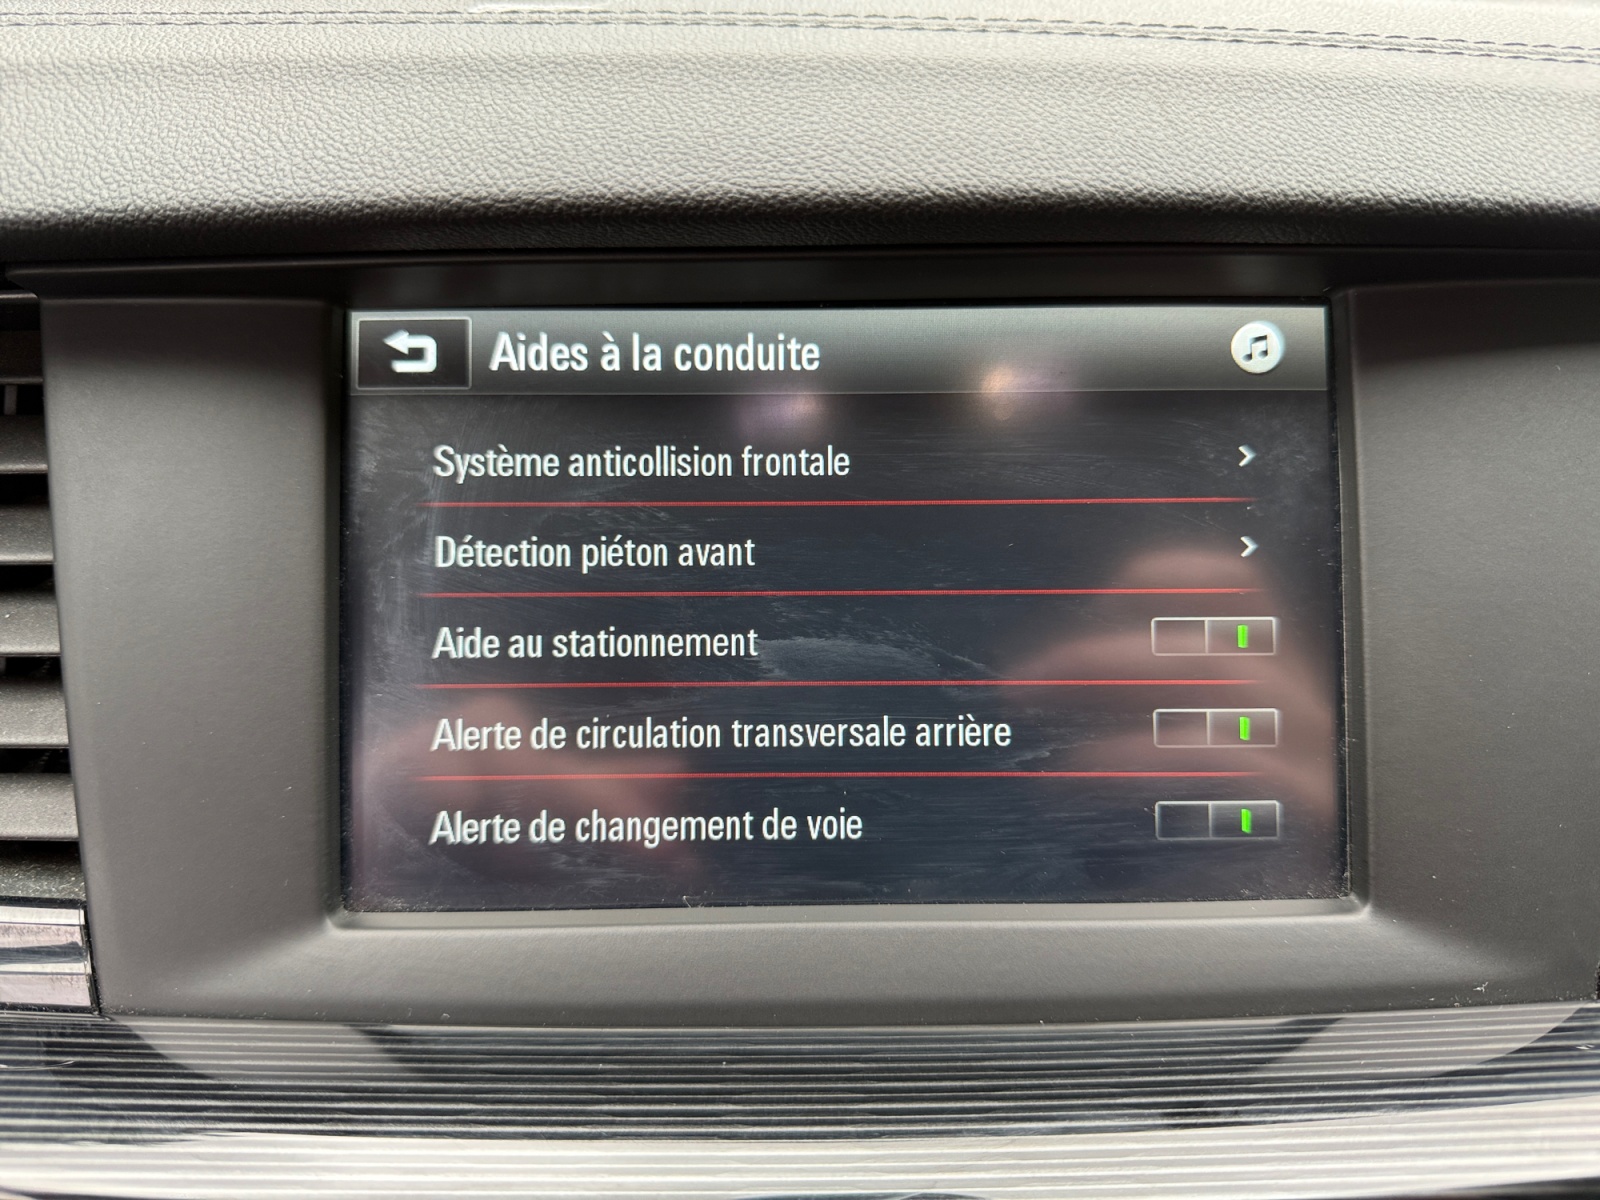 Aides à la conduite
Système anticollision frontale
Détection piéton avant
Aide au stationnement
Alerte de circulation transversale arrière
Alerte de changement de voie